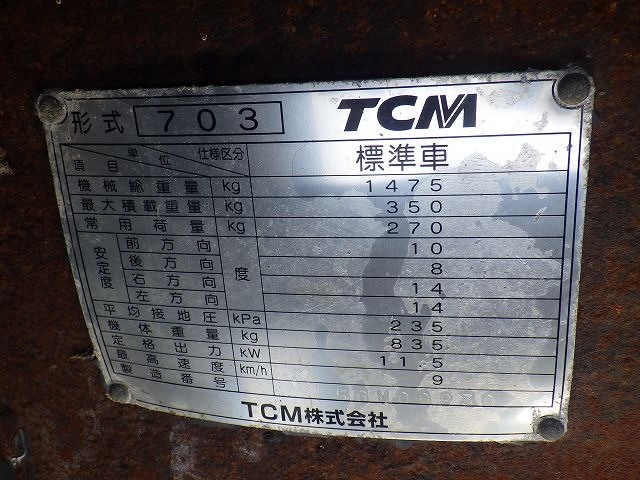 形式 703 TCM
項目 単位 仕様区分 標準車
機械総重量 kg 1475
最大積載重量 kg 350
常用荷重 kg 270
安定度 前方向 度 10
後方向 8
右方向 14
左方向 14
平均接地圧 kPa 235
機体重量 kg 835
定格出力 kW 11.5
最高速度 km/h 9
製造番号
TCM株式会社